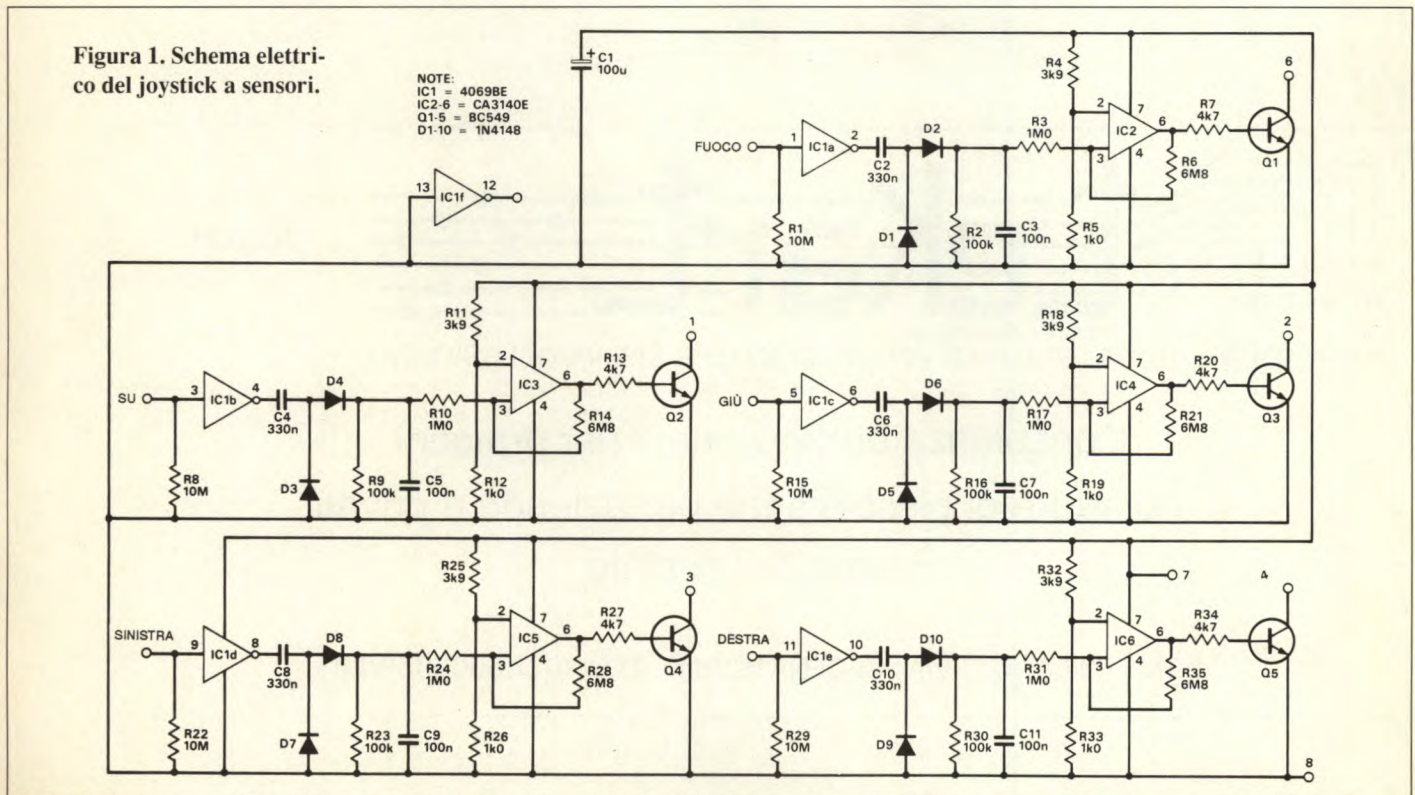 Figura 1. Schema elettri-
co del joystick a sensori.
NOTE:
IC1 = 4069BE
IC2-6 = CA3140E
Q1-5 = BC549
D1-10 = 1N4148
+
C1
100u
13
IC1f
12
FUOCO
1
IC1a
2
C2
330n
D2
R1
10M
D1
R2
100k
C3
100n
R3
1M0
R4
3k9
2
3
IC2
7
4
6
R5
1k0
R7
4k7
R6
6M8
6
Q1
SU
3
IC1b
4
C4
330n
D4
R8
10M
D3
R9
100k
C5
100n
R10
1M0
R11
3k9
2
3
IC3
7
4
6
R12
1k0
R13
4k7
R14
6M8
1
Q2
GIÙ
5
IC1c
6
C6
330n
D6
R15
10M
D5
R16
100k
C7
100n
R17
1M0
R18
3k9
2
3
IC4
7
4
6
R19
1k0
R20
4k7
R21
6M8
2
Q3
SINISTRA
9
IC1d
8
C8
330n
D8
R22
10M
D7
R23
100k
C9
100n
R24
1M0
R25
3k9
2
3
IC5
7
4
6
R26
1k0
R27
4k7
R28
6M8
3
Q4
DESTRA
11
IC1e
10
C10
330n
D10
R29
10M
D9
R30
100k
C11
100n
R31
1M0
R32
3k9
7
2
3
IC6
7
4
6
R33
1k0
R34
4k7
R35
6M8
4
Q5
8